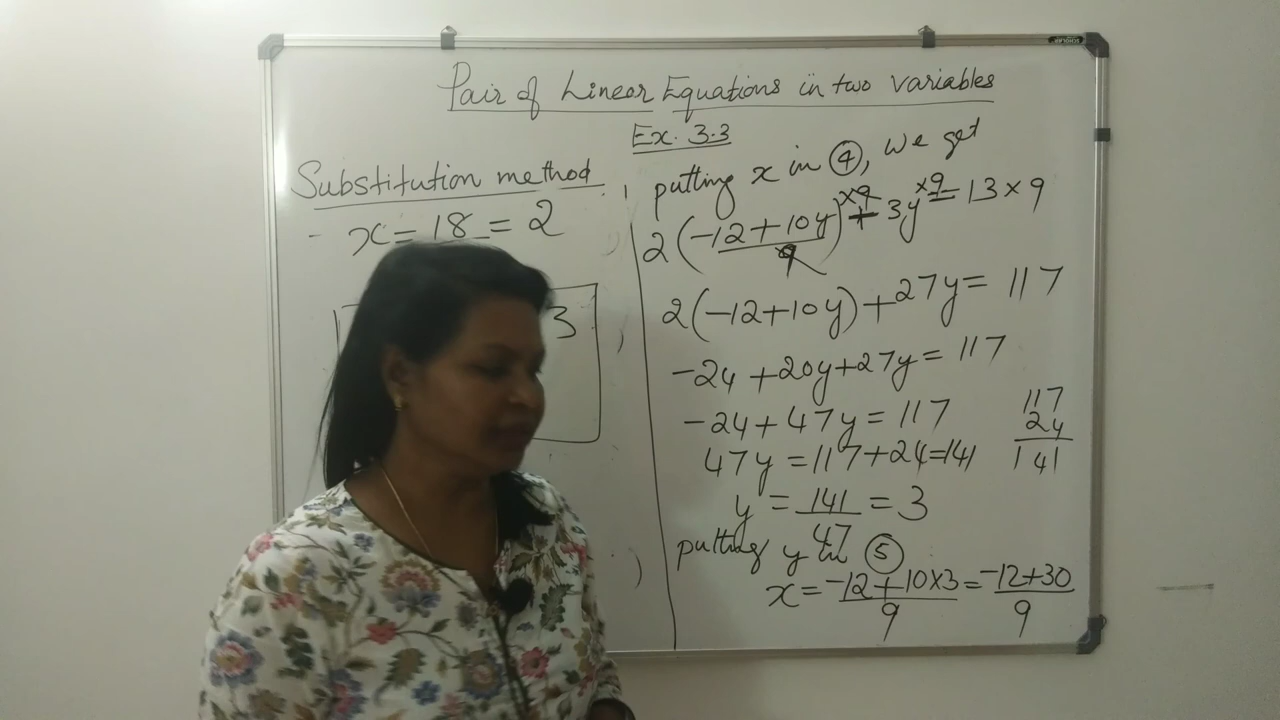 Pair of Linear Equations in two variables
Ex. 3.3
Substitution method
x = 18 = 2
3
putting x in ④, we get
2(-12+10y/9)×9 + 3y×9 = 13×9
2(-12+10y)+27y= 117
-24 +20y+27y= 117
-24+47y = 117
47y =117+24=141
117
24
141
y = 141/47 = 3
putting y in ⑤
x = -12+10×3/9 = -12+30/9